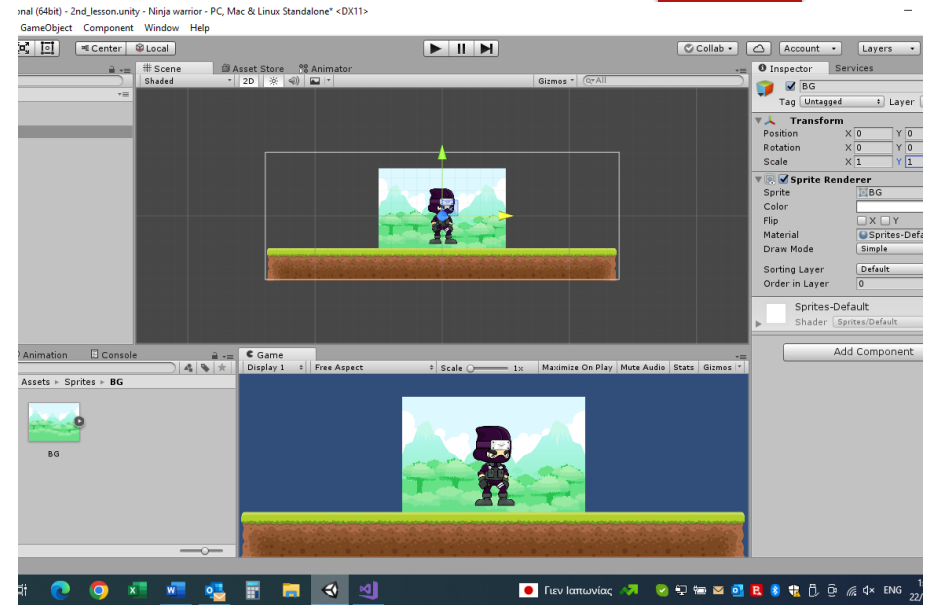 onal (64bit) - 2nd_lesson.unity - Ninja warrior - PC, Mac & Linux Standalone* <DX11>
GameObject Component Window Help
Center Local Collab Account Layers
Scene Asset Store Animator Inspector Services
Shaded 2D Gizmos All
BG
Tag Untagged Layer
Transform
Position X 0 Y 0
Rotation X 0 Y 0
Scale X 1 Y 1
Sprite Renderer
Sprite BG
Color
Flip X Y
Material Sprites-Defa
Draw Mode Simple
Sorting Layer Default
Order in Layer 0
Sprites-Default
Shader Sprites/Default
Add Component
Animation Console Game
Display 1 Free Aspect Scale 1x Maximize On Play Mute Audio Stats Gizmos
Assets Sprites BG
BG
Γιεν Ιαπωνίας ENG
22/